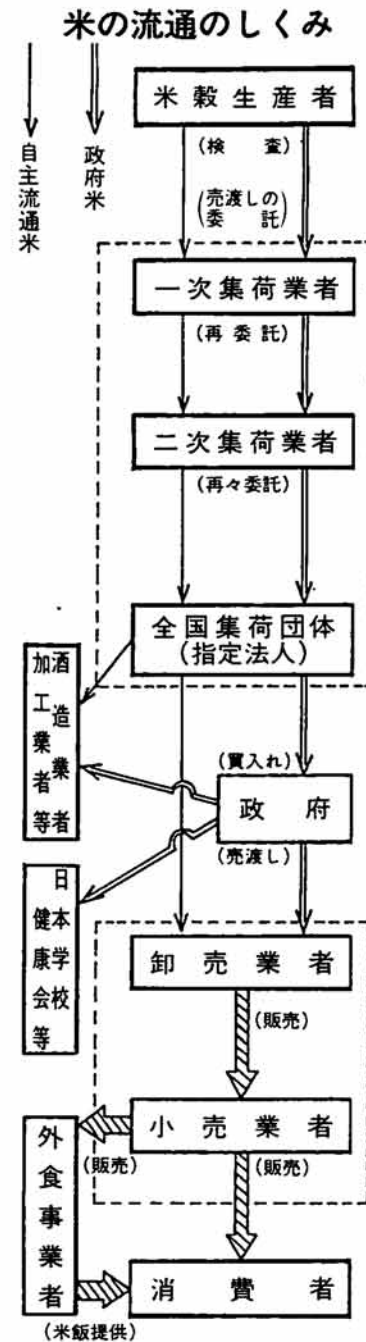 米の流通のしくみ
自主流通米
政府米
米穀生産者
(検査)
(売渡しの
委託)
一次集荷業者
(再委託)
二次集荷業者
(再々委託)
全国集荷団体
(指定法人)
酒造業者
加工業者等
(買入れ)
政府
(売渡し)
日本学校
健康会等
卸売業者
(販売)
小売業者
(販売)
(販売)
外食事業者
消費者
(米飯提供)